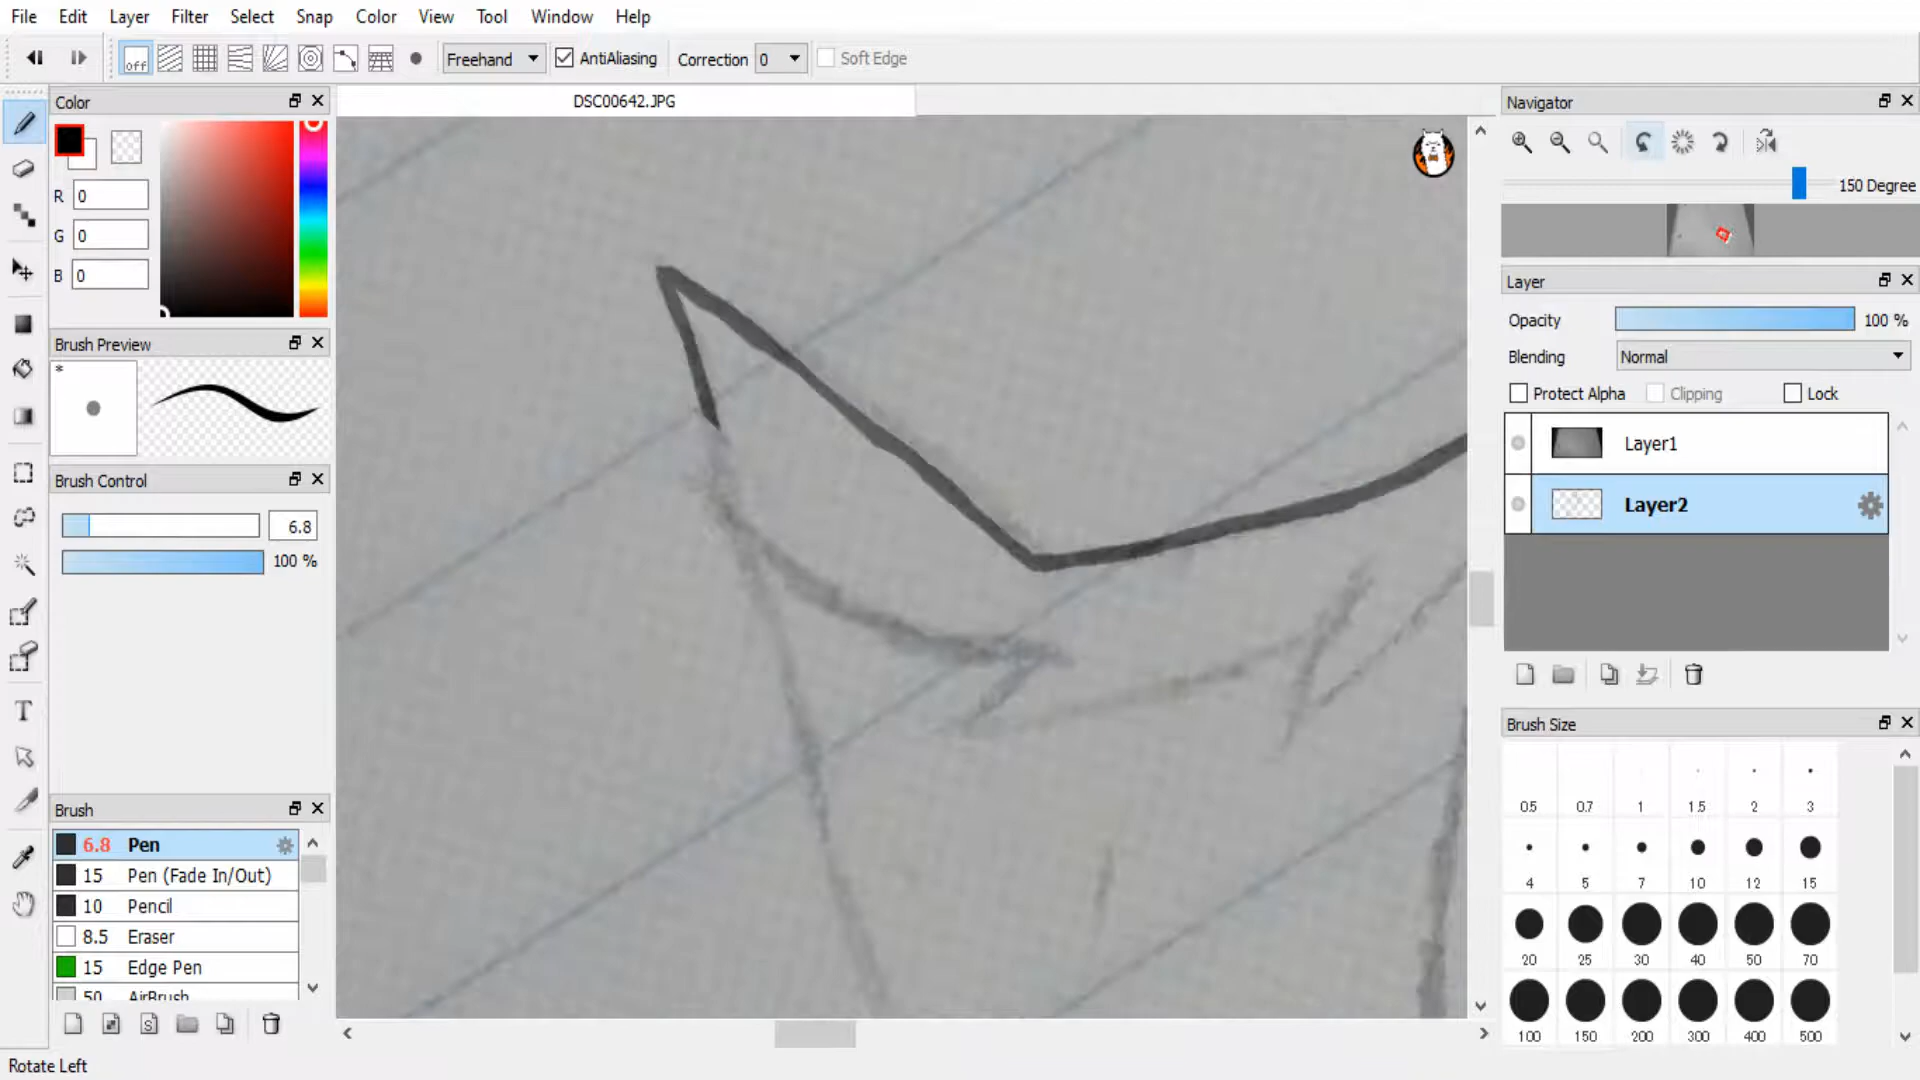 File Edit Layer Filter Select Snap Color View Tool Window Help
off Freehand AntiAliasing Correction 0 Soft Edge
Color
R 0
G 0
B 0
Brush Preview
*
Brush Control
6.8
100 %
Brush
6.8 Pen
15 Pen (Fade In/Out)
10 Pencil
8.5 Eraser
15 Edge Pen
50 AirBrush
S
T
Rotate Left
DSC00642.JPG
Navigator
150 Degree
Layer
Opacity 100 %
Blending Normal
Protect Alpha Clipping Lock
Layer1
Layer2
Brush Size
0.5 0.7 1 1.5 2 3
4 5 7 10 12 15
20 25 30 40 50 70
100 150 200 300 400 500